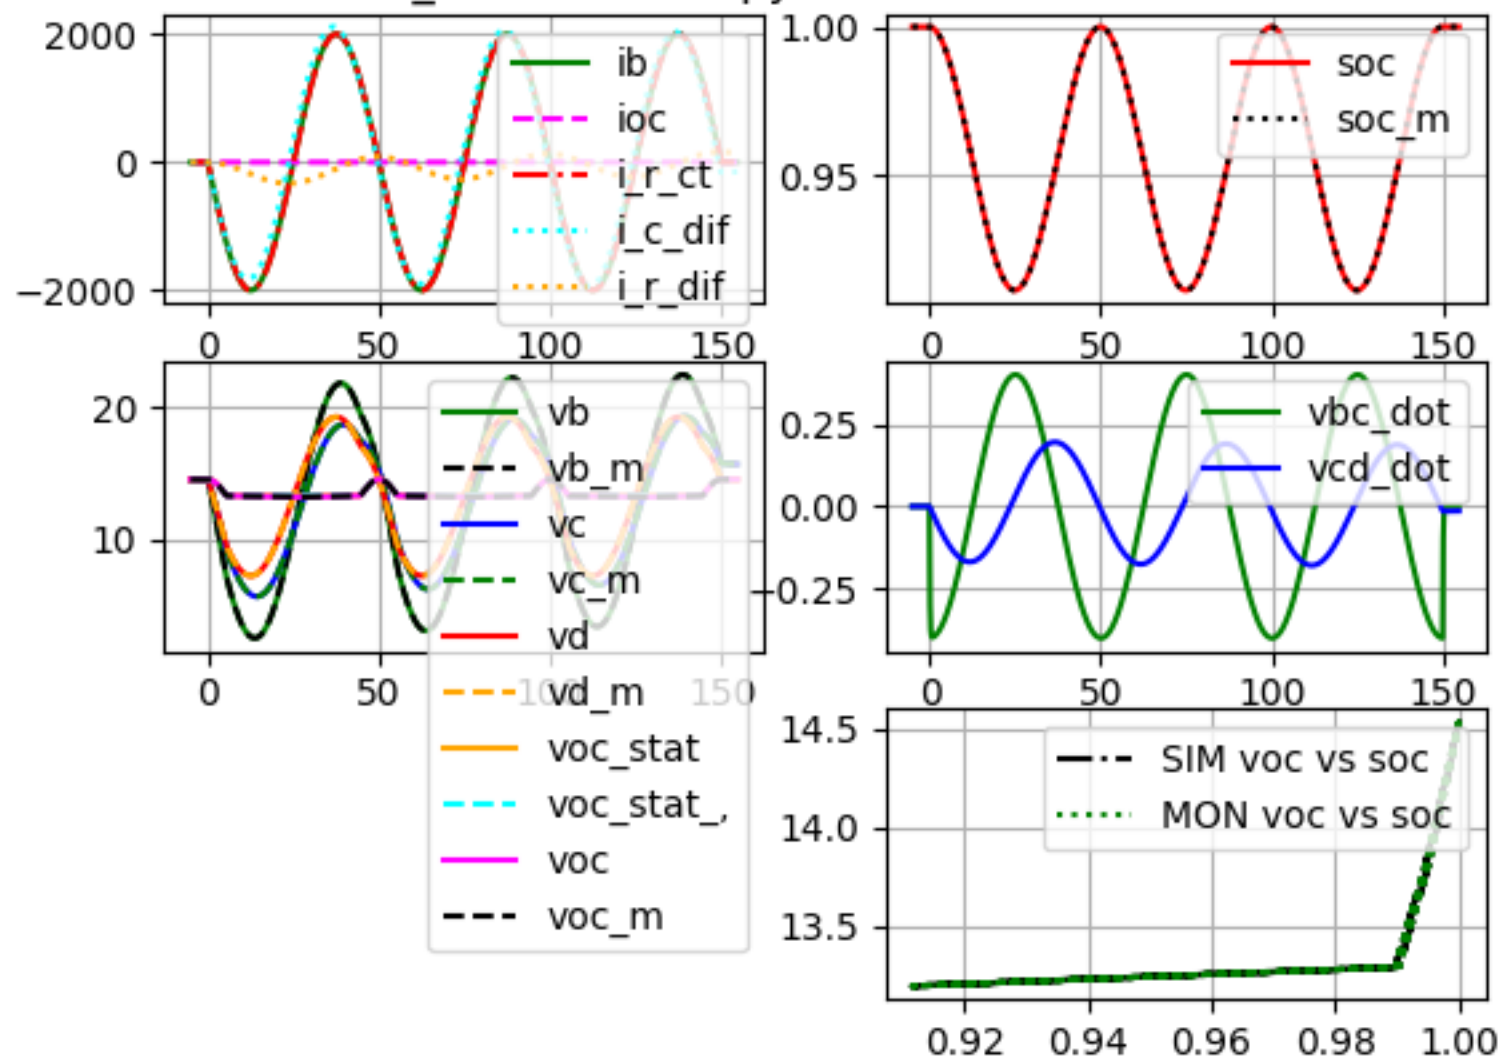 2000
0
−2000
ib
ioc
i_r_ct
i_c_dif
i_r_dif
0 50 100 150
1.00
0.95
soc
soc_m
0 50 100 150
20
10
vb
vb_m
vc
vc_m
vd
vd_m
voc_stat
voc_stat_,
voc
voc_m
0 50 100 150
0.25
0.00
−0.25
vbc_dot
vcd_dot
0 50 100 150
14.5
14.0
13.5
SIM voc vs soc
MON voc vs soc
0.92 0.94 0.96 0.98 1.00